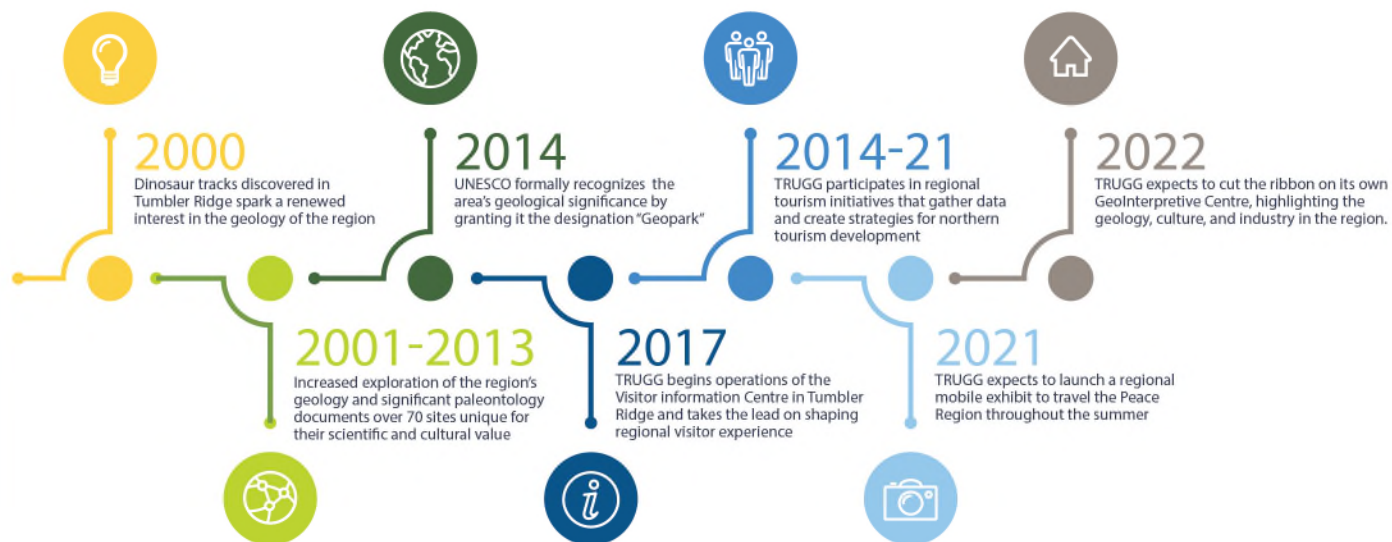 2000
Dinosaur tracks discovered in
Tumbler Ridge spark a renewed
interest in the geology of the region
2001-2013
Increased exploration of the region's
geology and significant paleontology
documents over 70 sites unique for
their scientific and cultural value
2014
UNESCO formally recognizes the
area's geological significance by
granting it the designation "Geopark"
2017
TRUGG begins operations of the
Visitor information Centre in Tumbler
Ridge and takes the lead on shaping
regional visitor experience
2014-21
TRUGG participates in regional
tourism initiatives that gather data
and create strategies for northern
tourism development
2021
TRUGG expects to launch a regional
mobile exhibit to travel the Peace
Region throughout the summer
2022
TRUGG expects to cut the ribbon on its own
GeoInterpretive Centre, highlighting the
geology, culture, and industry in the region.